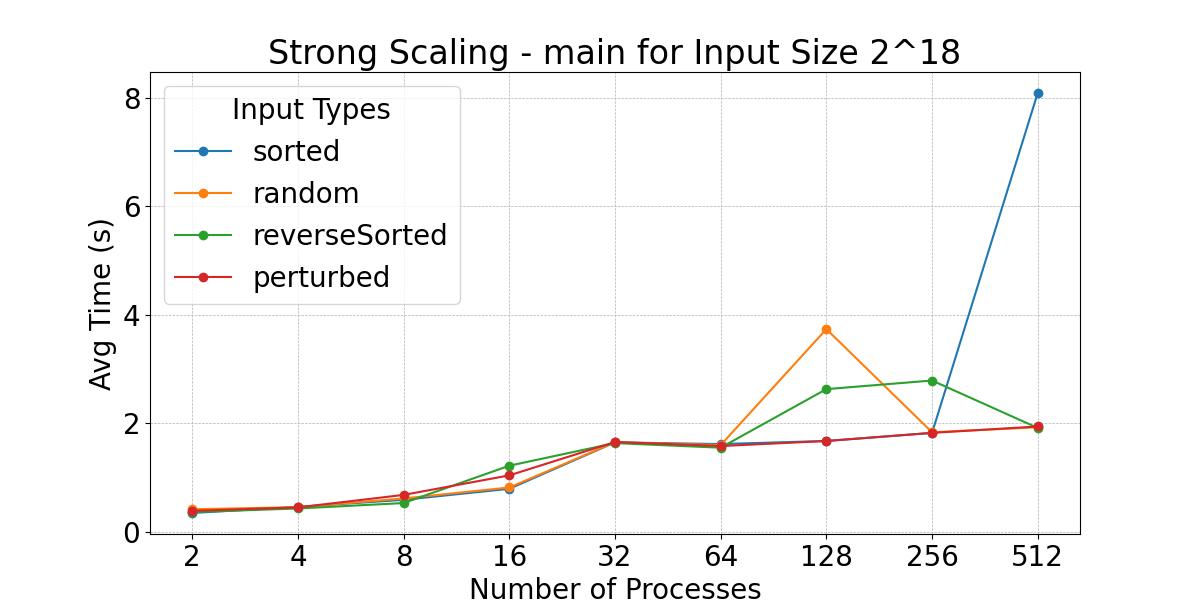 Strong Scaling - main for Input Size 2^18
Input Types
sorted
random
reverseSorted
perturbed
Avg Time (s)
8
6
4
2
0
2 4 8 16 32 64 128 256 512
Number of Processes